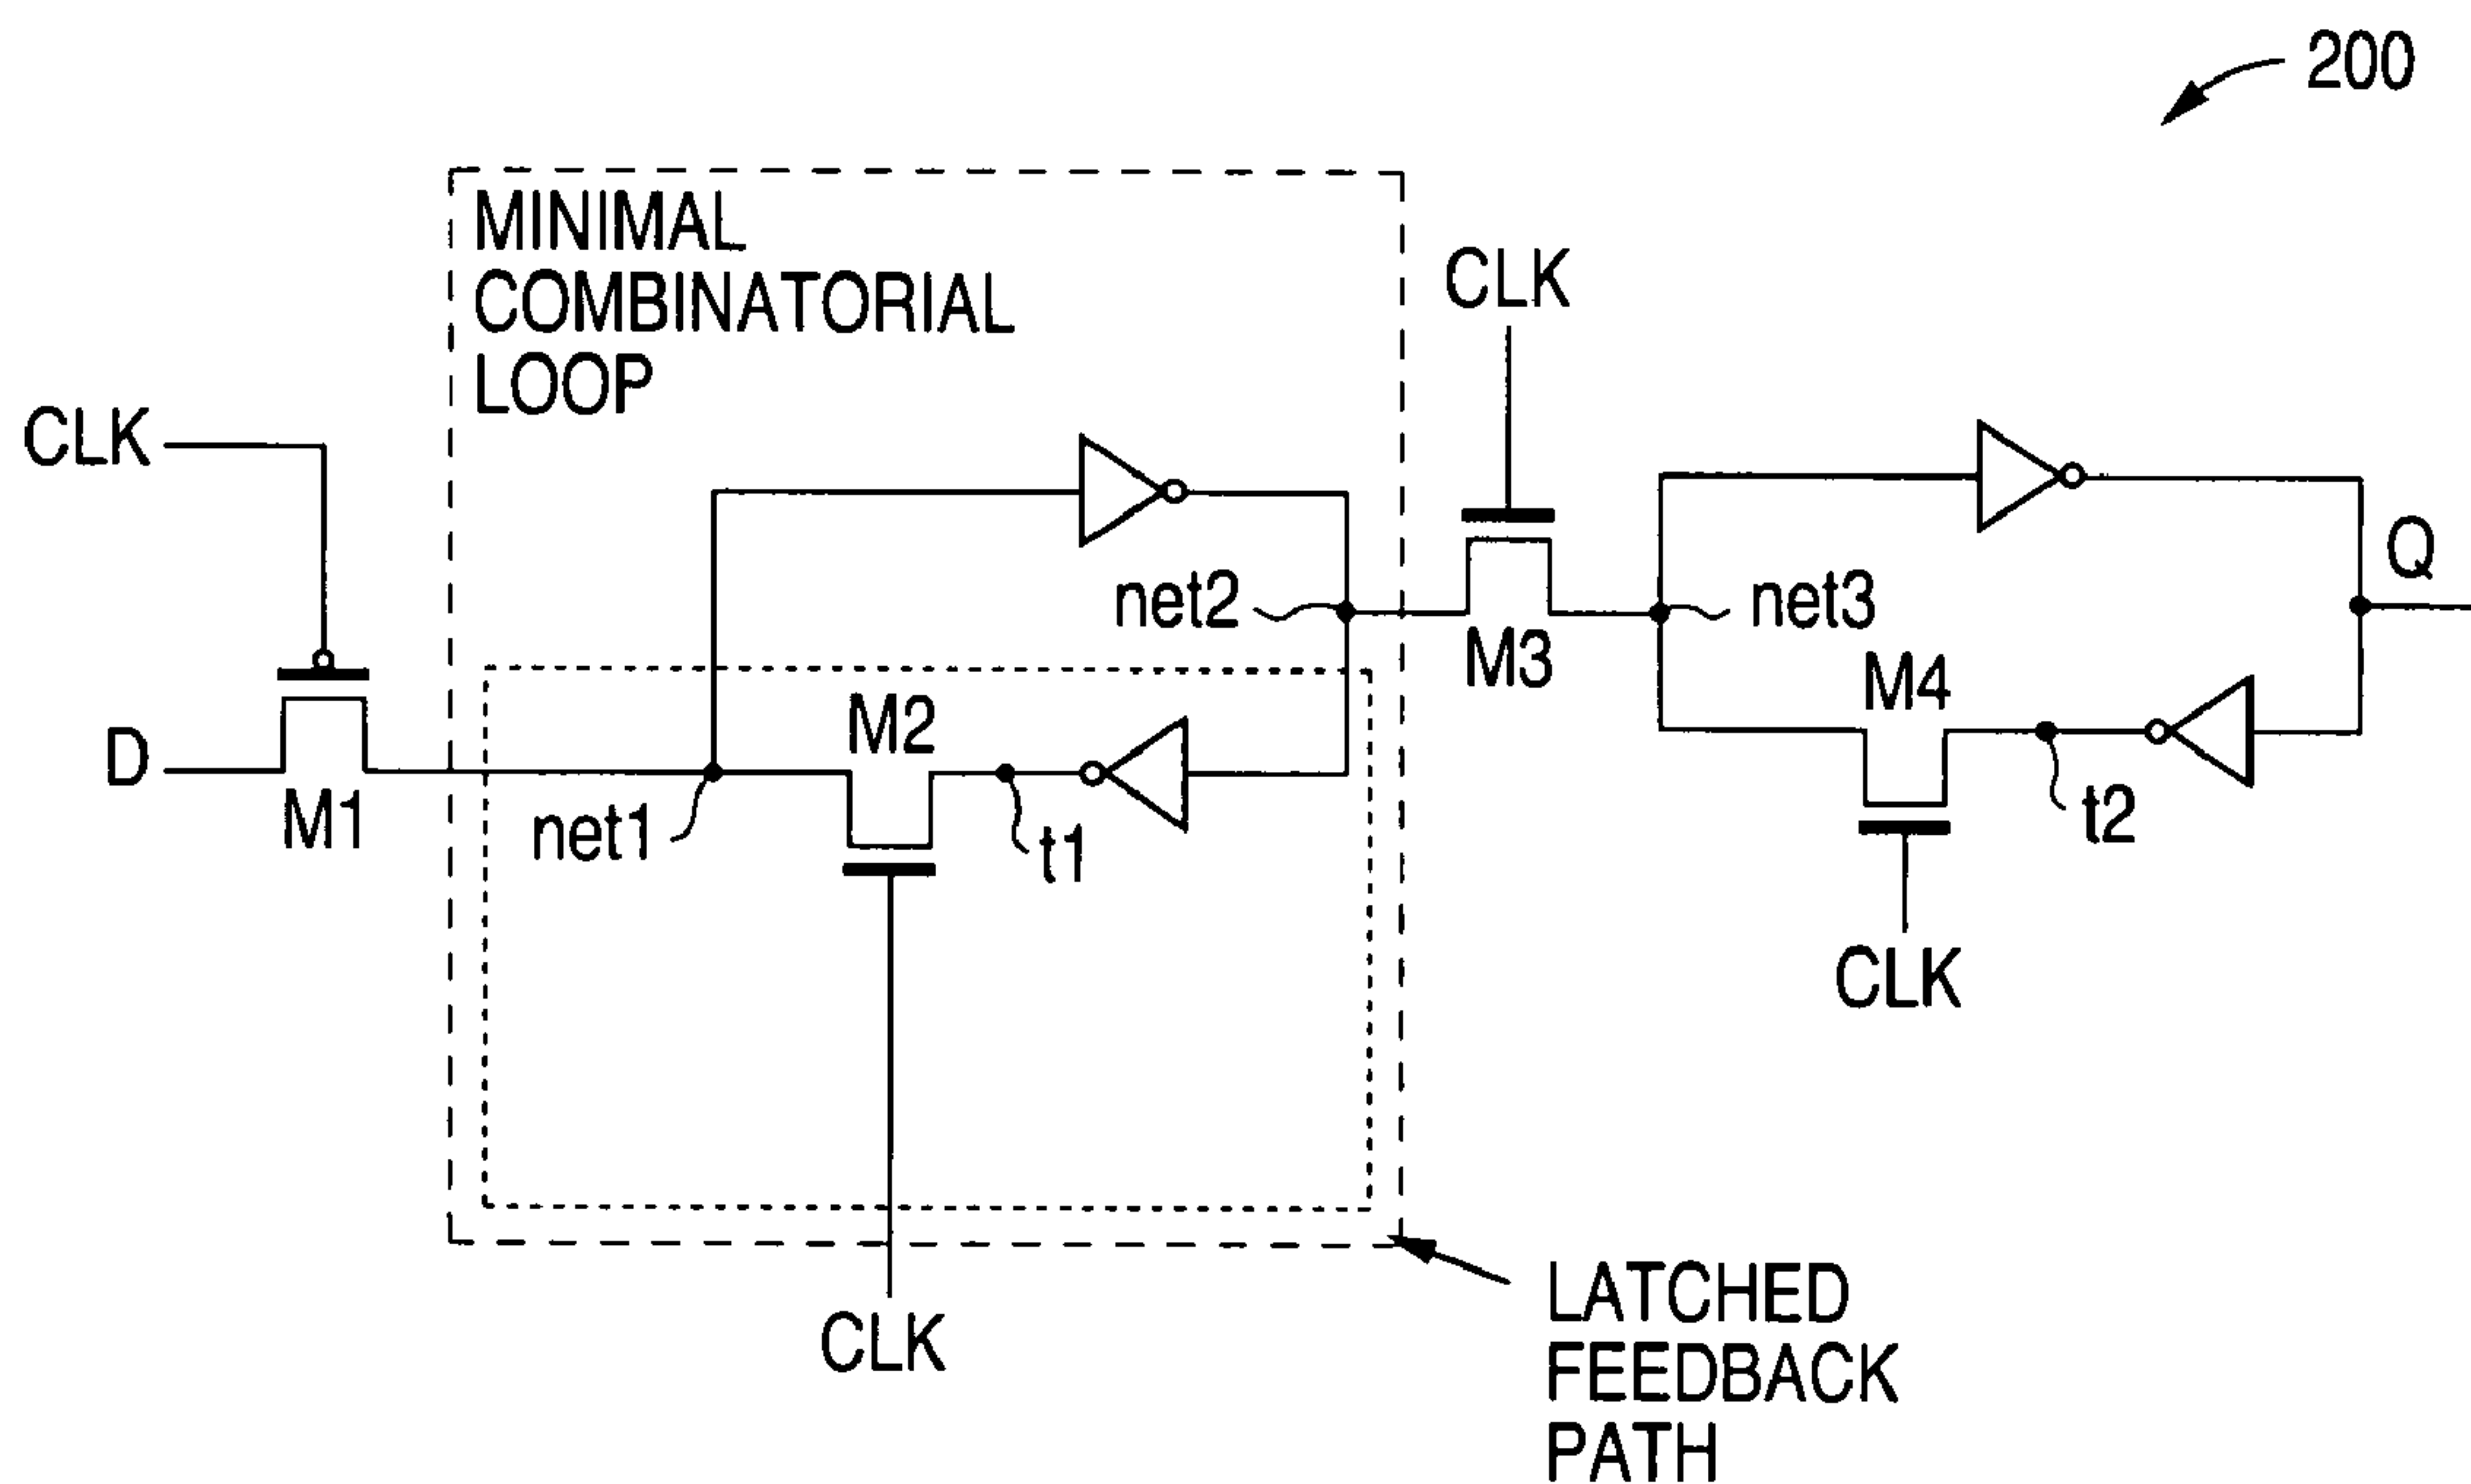 200
MINIMAL
COMBINATORIAL
LOOP
CLK
CLK
Q
net2
net3
M3
M4
M2
D
M1
net1
t1
t2
CLK
CLK
LATCHED
FEEDBACK
PATH